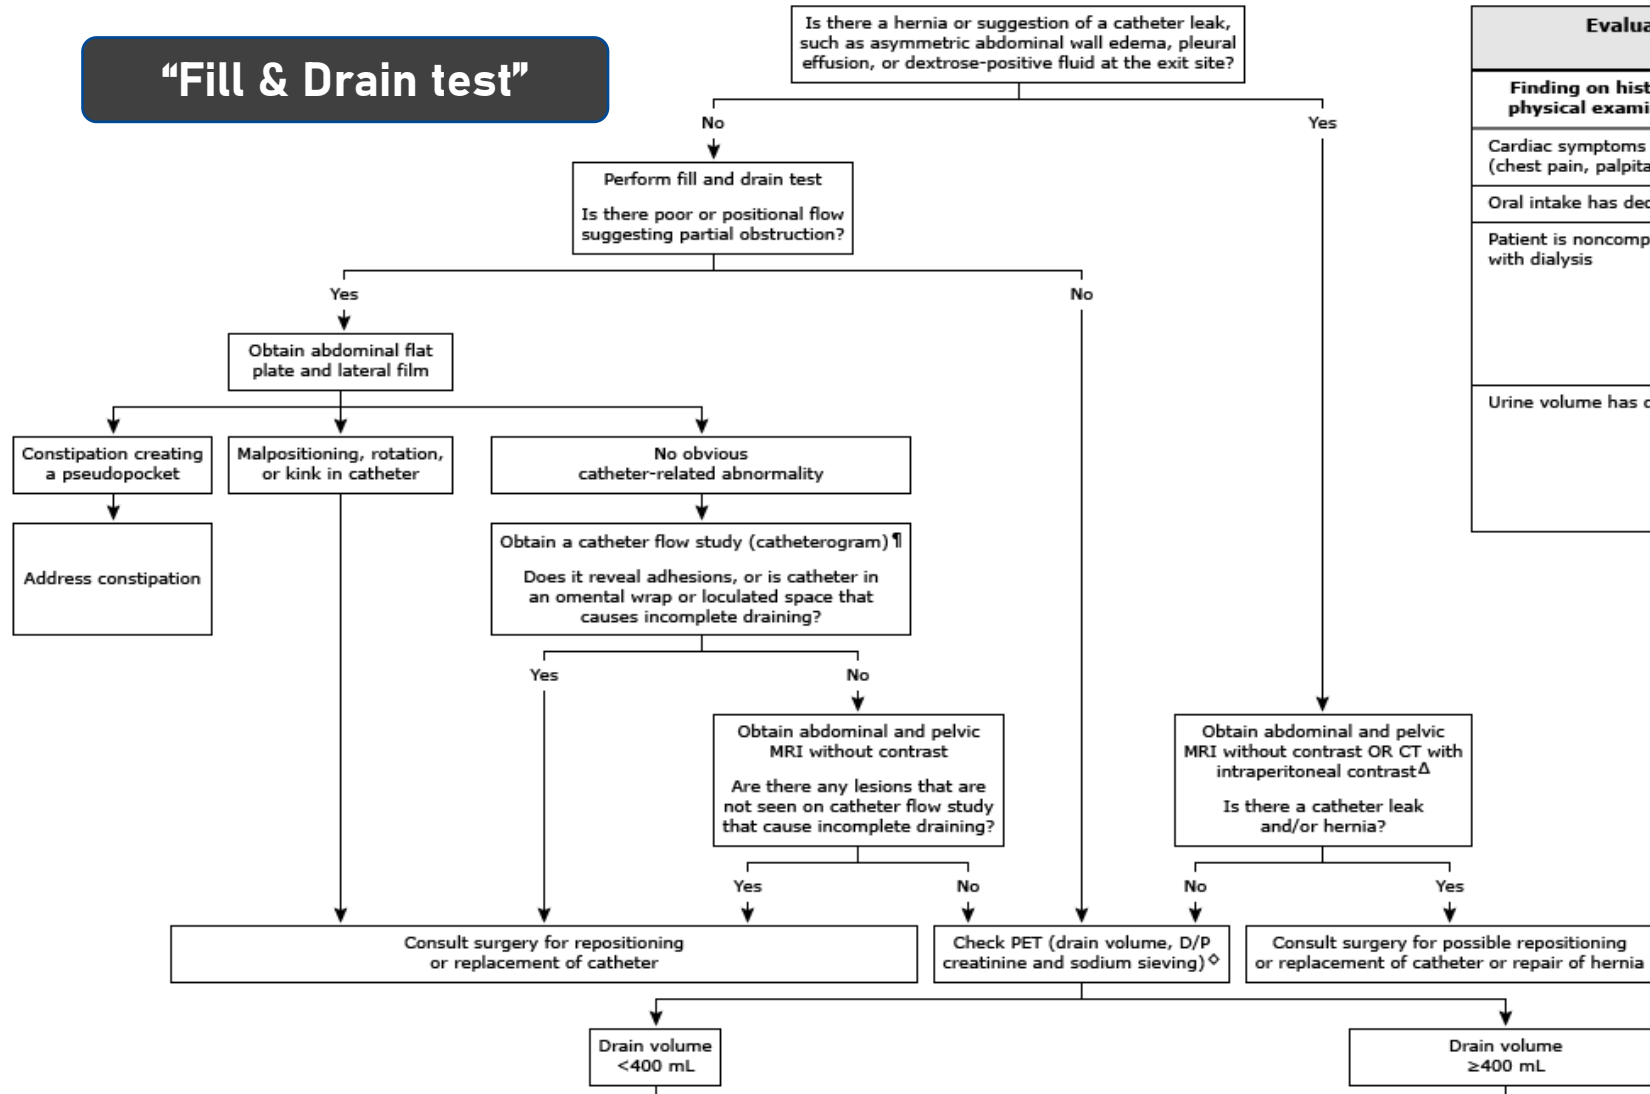 “Fill & Drain test”
Is there a hernia or suggestion of a catheter leak,
such as asymmetric abdominal wall edema, pleural
effusion, or dextrose-positive fluid at the exit site?
No
Yes
Perform fill and drain test
Is there poor or positional flow
suggesting partial obstruction?
Yes
No
Obtain abdominal flat
plate and lateral film
Constipation creating
a pseudopocket
Malpositioning, rotation,
or kink in catheter
No obvious
catheter-related abnormality
Address constipation
Obtain a catheter flow study (catheterogram)¶
Does it reveal adhesions, or is catheter in
an omental wrap or loculated space that
causes incomplete draining?
Yes
No
Obtain abdominal and pelvic
MRI without contrast
Are there any lesions that are
not seen on catheter flow study
that cause incomplete draining?
Obtain abdominal and pelvic
MRI without contrast OR CT with
intraperitoneal contrastΔ
Is there a catheter leak
and/or hernia?
Yes
No
No
Yes
Consult surgery for repositioning
or replacement of catheter
Check PET (drain volume, D/P
creatinine and sodium sieving)◇
Consult surgery for possible repositioning
or replacement of catheter or repair of hernia
Drain volume
<400 mL
Drain volume
≥400 mL
Finding on
physical
Cardiac symptoms
(chest pain,
Oral intake has
Patient is
with dialysis
Urine volume has